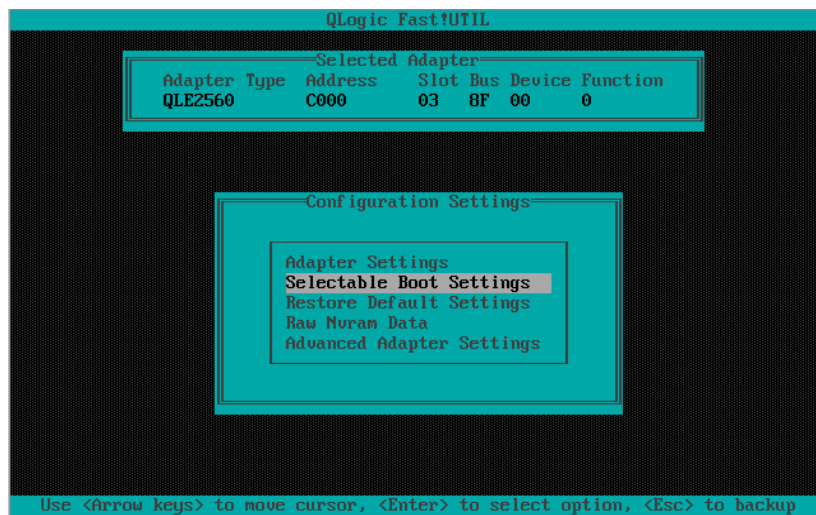 QLogic Fast!UTIL
Selected Adapter
Adapter Type Address Slot Bus Device Function
QLE2560 C000 03 8F 00 0
Configuration Settings
Adapter Settings
Selectable Boot Settings
Restore Default Settings
Raw Nvram Data
Advanced Adapter Settings
Use <Arrow keys> to move cursor, <Enter> to select option, <Esc> to backup